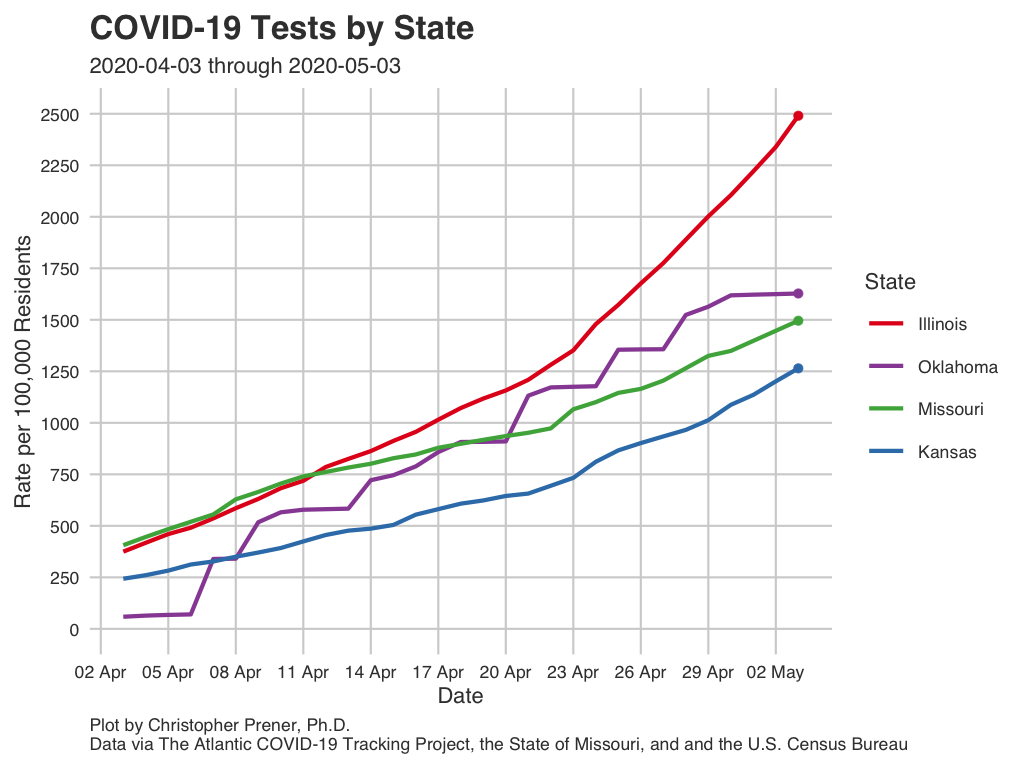 COVID-19 Tests by State
2020-04-03 through 2020-05-03
Rate per 100,000 Residents
2500
2250
2000
1750
1500
1250
1000
750
500
250
0
02 Apr 05 Apr 08 Apr 11 Apr 14 Apr 17 Apr 20 Apr 23 Apr 26 Apr 29 Apr 02 May
Date
State
Illinois
Oklahoma
Missouri
Kansas
Plot by Christopher Prener, Ph.D.
Data via The Atlantic COVID-19 Tracking Project, the State of Missouri, and and the U.S. Census Bureau